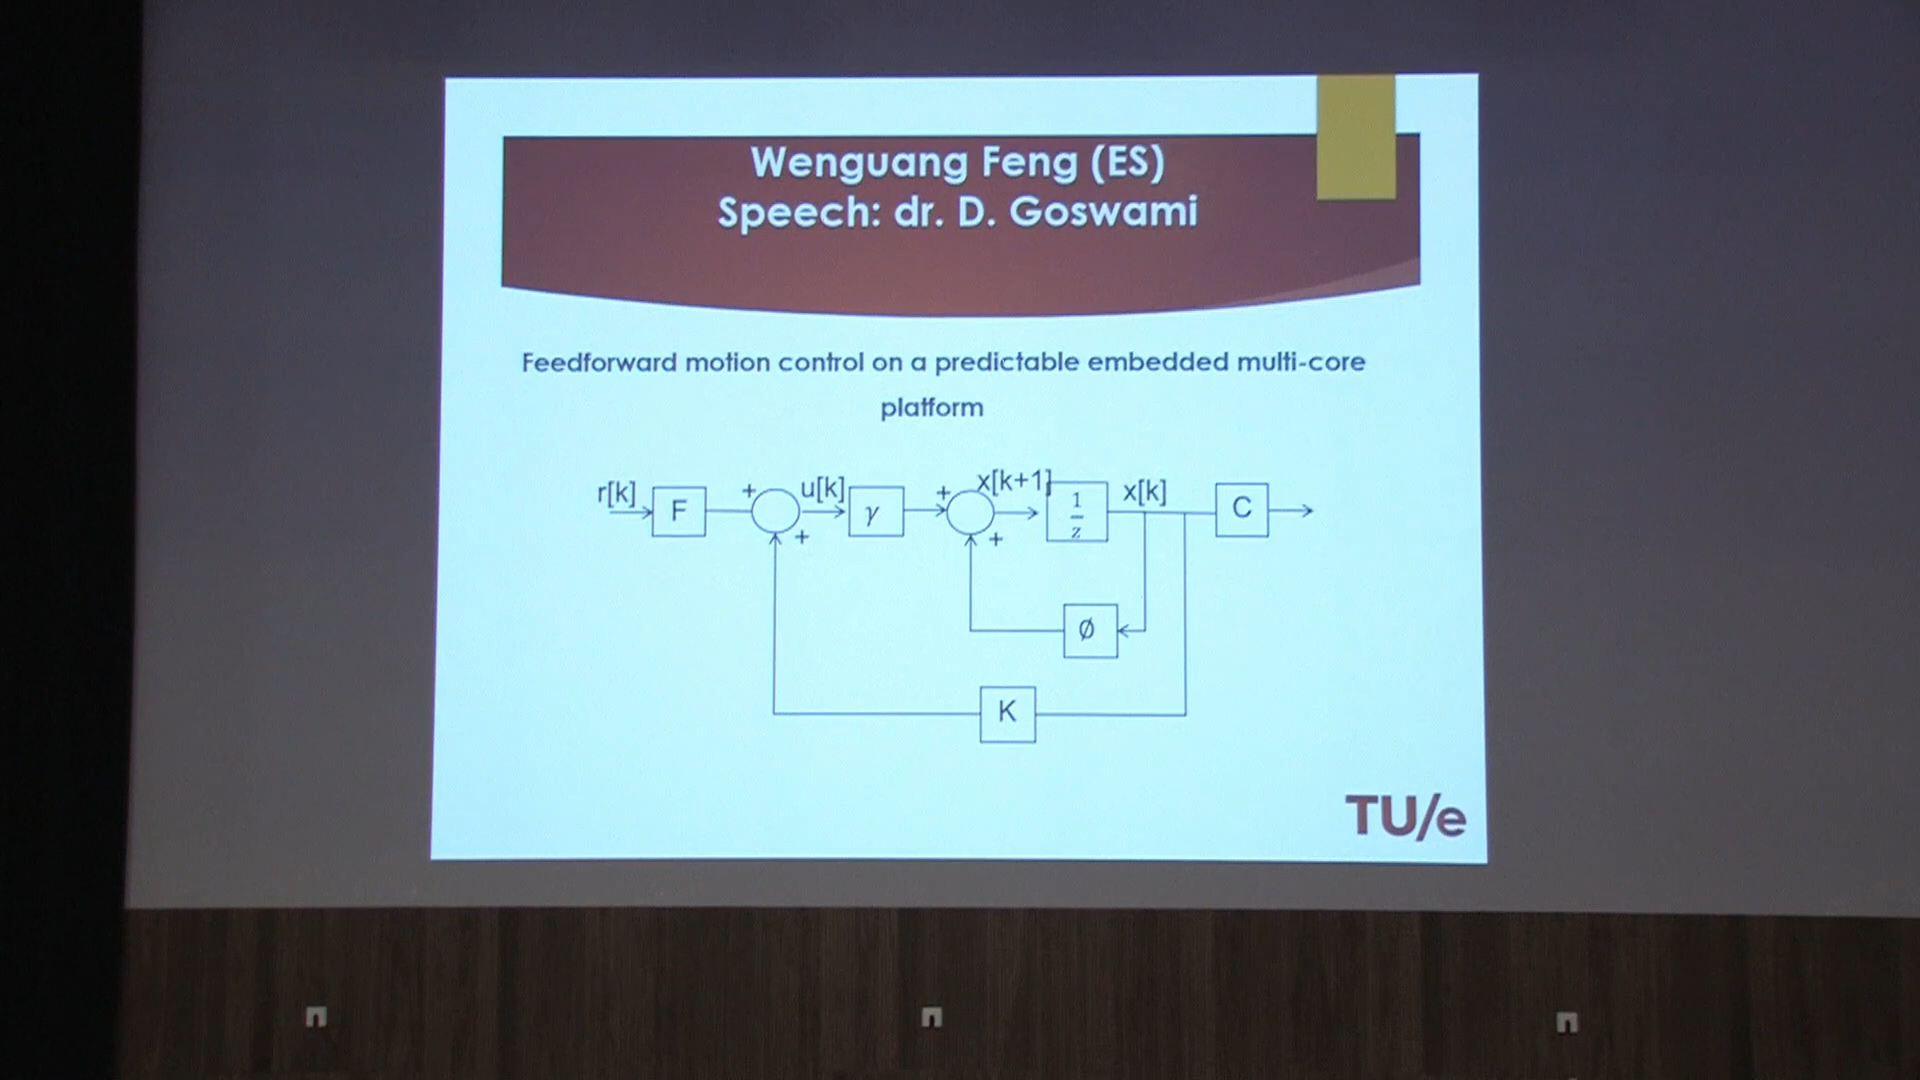 Wenguang Feng (ES)
Speech: dr. D. Goswami
Feedforward motion control on a predictable embedded multi-core
platform
r[k] F + + u[k] γ + + x[k+1] 1/z x[k] C
Ø
K
TU/e